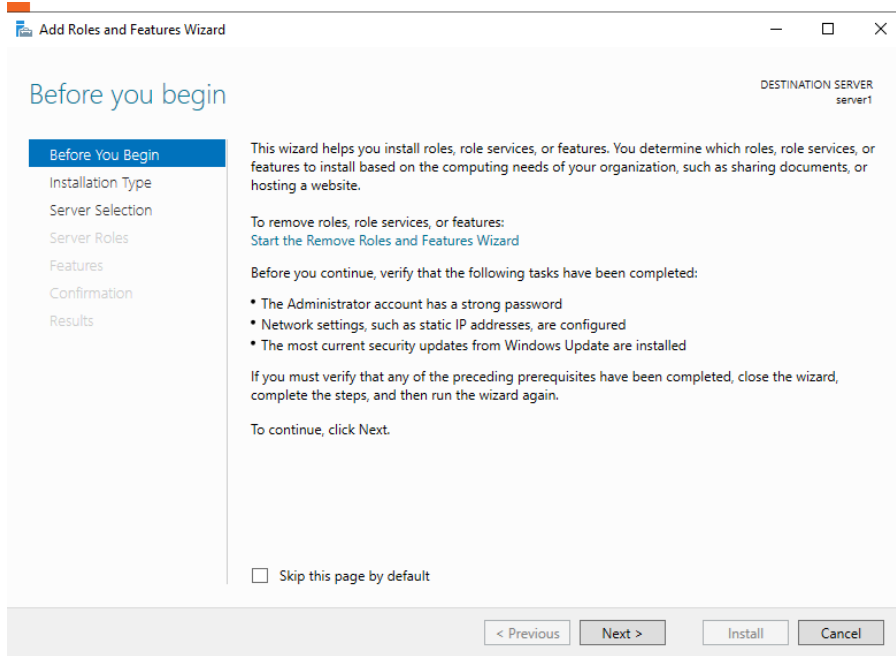 Add Roles and Features Wizard
Before you begin
DESTINATION SERVER
server1
Before You Begin
Installation Type
Server Selection
Server Roles
Features
Confirmation
Results
This wizard helps you install roles, role services, or features. You determine which roles, role services, or
features to install based on the computing needs of your organization, such as sharing documents, or
hosting a website.
To remove roles, role services, or features:
Start the Remove Roles and Features Wizard
Before you continue, verify that the following tasks have been completed:
• The Administrator account has a strong password
• Network settings, such as static IP addresses, are configured
• The most current security updates from Windows Update are installed
If you must verify that any of the preceding prerequisites have been completed, close the wizard,
complete the steps, and then run the wizard again.
To continue, click Next.
Skip this page by default
< Previous
Next >
Install
Cancel